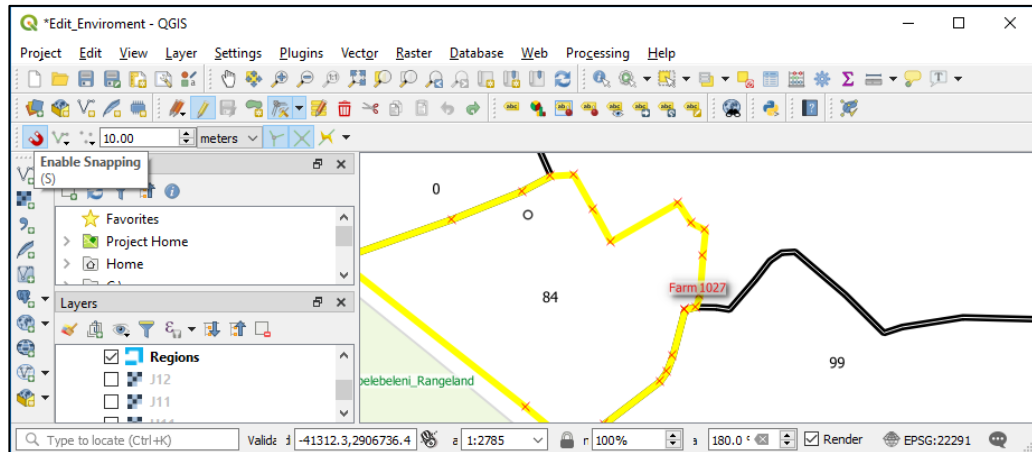 *Edit_Enviroment - QGIS
Project Edit View Layer Settings Plugins Vector Raster Database Web Processing Help
10.00 meters
Enable Snapping
(S)
Favorites
Project Home
Home
Layers
Regions
J12
J11
0
84
Farm 1027
99
belebeleni_Rangeland
Type to locate (Ctrl+K) -41312.3,2906736.4 1:2785 100% 180.0 ° Render EPSG:22291